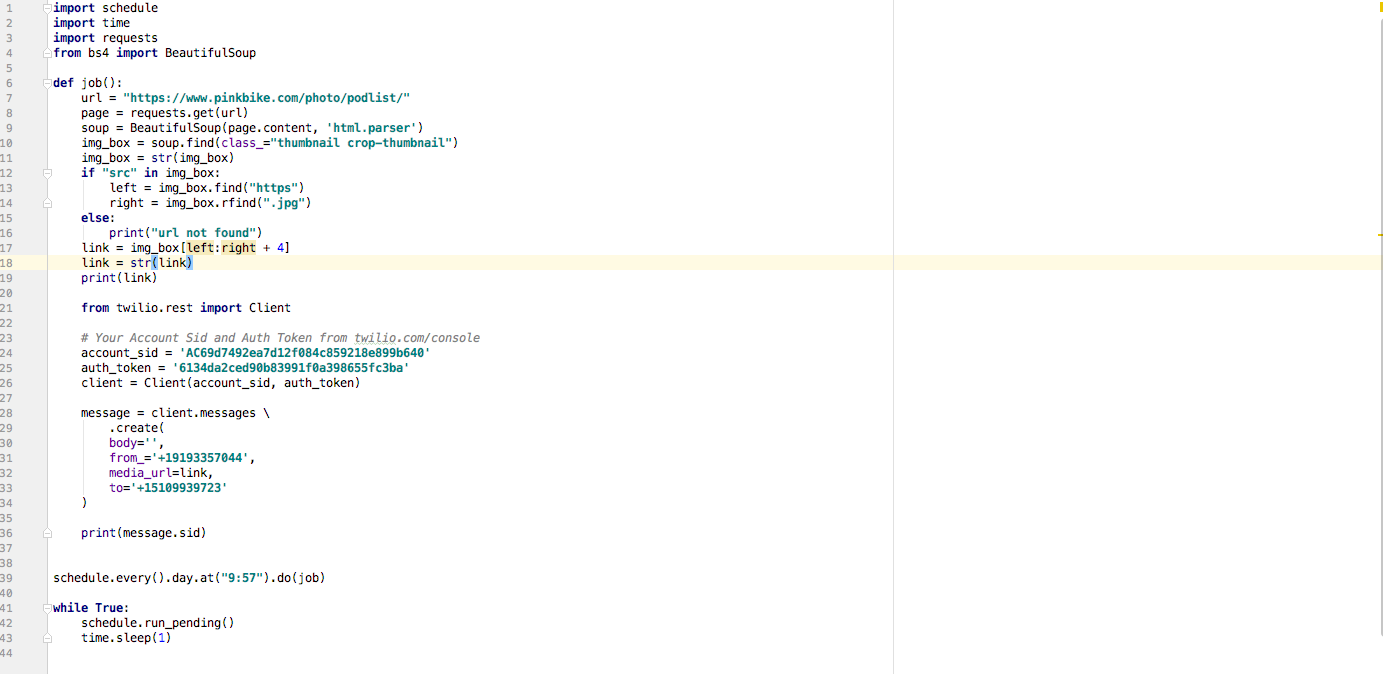 1 import schedule
2 import time
3 import requests
4 from bs4 import BeautifulSoup
5
6 def job():
7     url = "https://www.pinkbike.com/photo/podlist/"
8     page = requests.get(url)
9     soup = BeautifulSoup(page.content, 'html.parser')
10     img_box = soup.find(class_="thumbnail crop-thumbnail")
11     img_box = str(img_box)
12     if "src" in img_box:
13         left = img_box.find("https")
14         right = img_box.rfind(".jpg")
15     else:
16         print("url not found")
17     link = img_box[left:right + 4]
18     link = str(link)
19     print(link)
20
21     from twilio.rest import Client
22
23     # Your Account Sid and Auth Token from twilio.com/console
24     account_sid = 'AC69d7492ea7d12f084c859218e899b640'
25     auth_token = '6134da2ced90b83991f0a398655fc3ba'
26     client = Client(account_sid, auth_token)
27
28     message = client.messages \
29         .create(
30         body='',
31         from_='+19193357044',
32         media_url=link,
33         to='+15109939723'
34     )
35
36     print(message.sid)
37
38
39 schedule.every().day.at("9:57").do(job)
40
41 while True:
42     schedule.run_pending()
43     time.sleep(1)
44